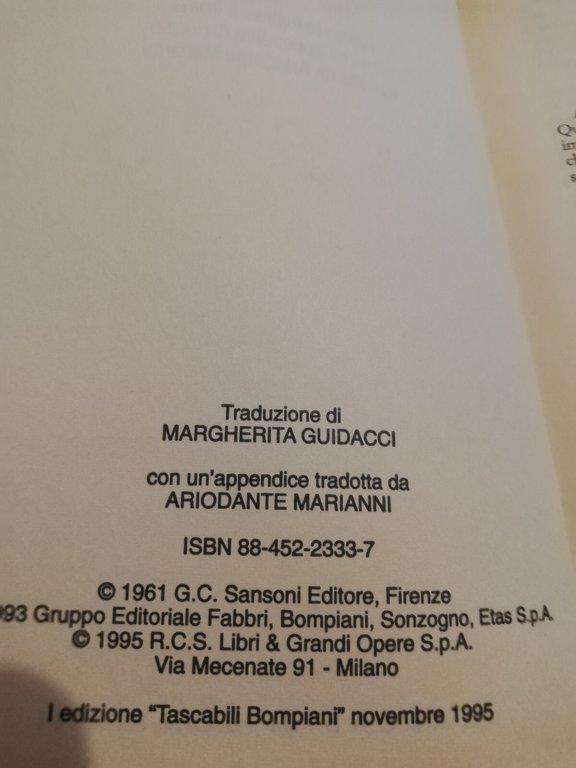 Traduzione di
MARGHERITA GUIDACCI
con un'appendice tradotta da
ARIODANTE MARIANNI
ISBN 88-452-2333-7
© 1961 G.C. Sansoni Editore, Firenze
993 Gruppo Editoriale Fabbri, Bompiani, Sonzogno, Etas S.p.A.
© 1995 R.C.S. Libri & Grandi Opere S.p.A.
Via Mecenate 91 - Milano
I edizione "Tascabili Bompiani" novembre 1995